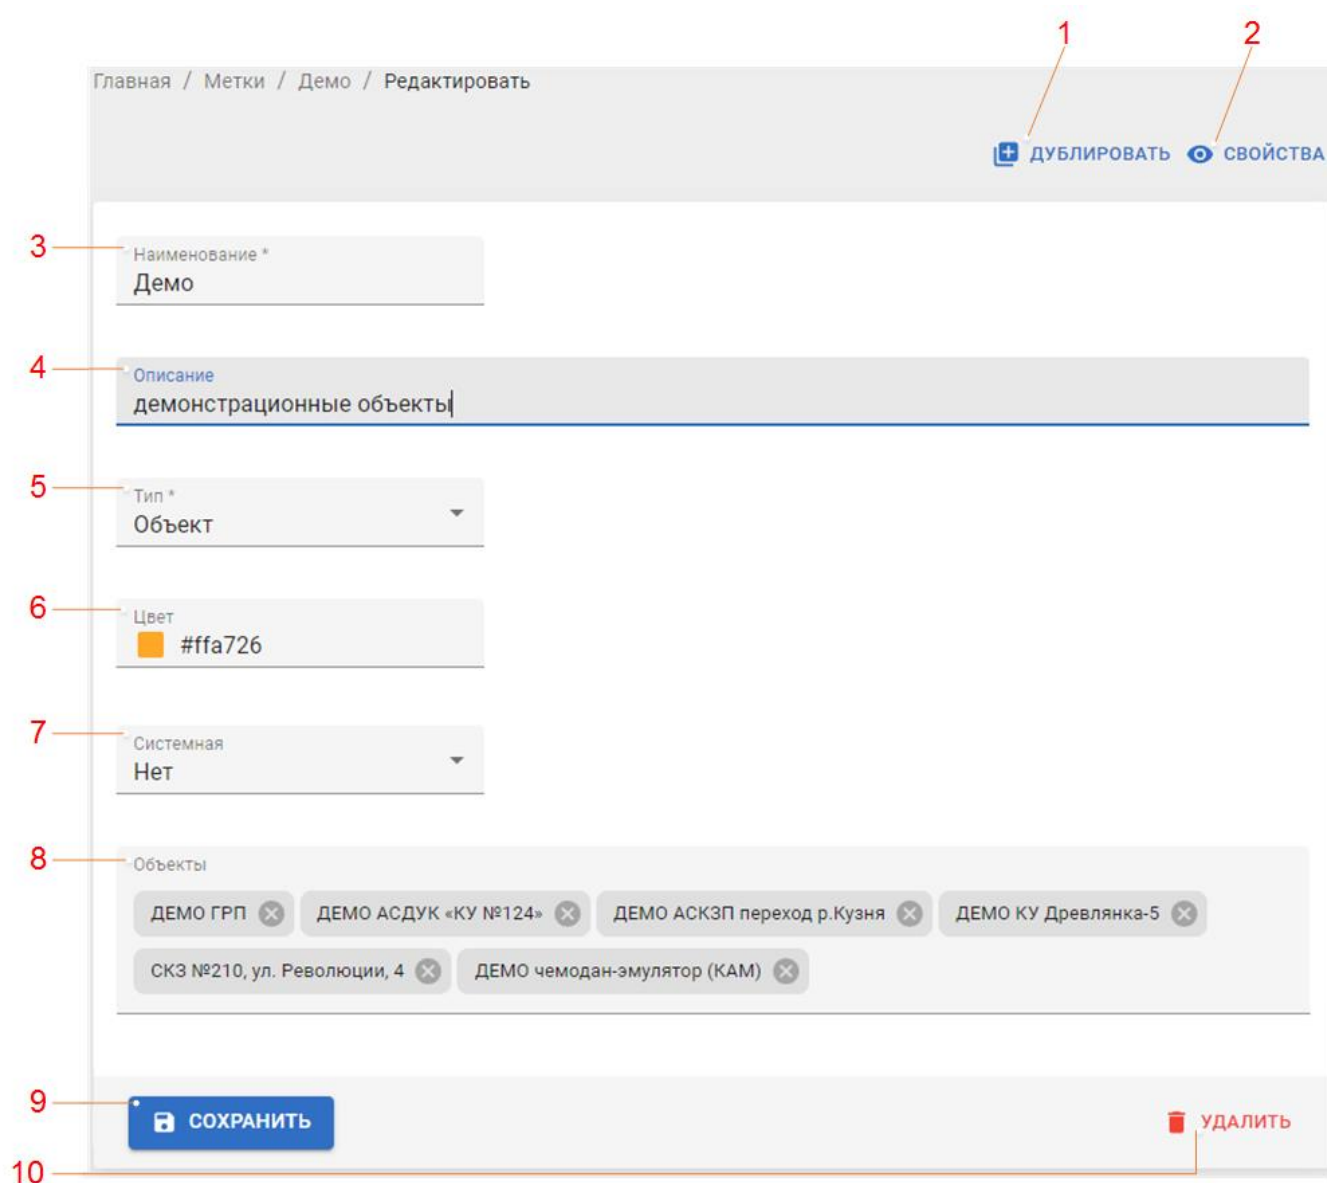 1 2
Главная / Метки / Демо / Редактировать
ДУБЛИРОВАТЬ СВОЙСТВА
3 Наименование *
Демо
4 Описание
демонстрационные объекты
5 Тип *
Объект
6 Цвет
#ffa726
7 Системная
Нет
8 Объекты
ДЕМО ГРП ДЕМО АСДУК «КУ №124» ДЕМО АСКЗП переход р.Кузня ДЕМО КУ Древлянка-5
СКЗ №210, ул. Революции, 4 ДЕМО чемодан-эмулятор (КАМ)
9 СОХРАНИТЬ УДАЛИТЬ
10